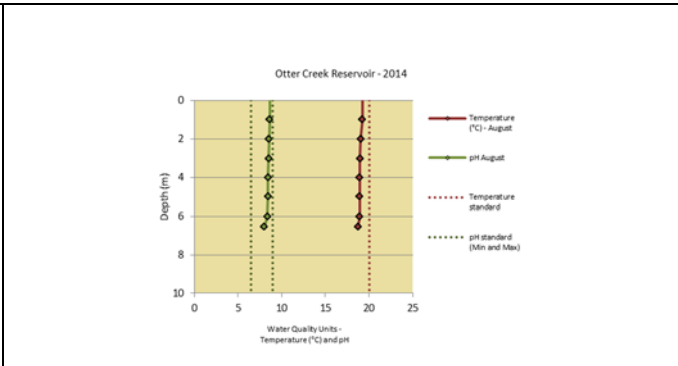 Otter Creek Reservoir - 2014
0
2
4
6
8
10
Depth (m)
0 5 10 15 20 25
Water Quality Units -
Temperature (°C) and pH
Temperature
(°C) - August
pH August
Temperature
standard
pH standard
(Min and Max)